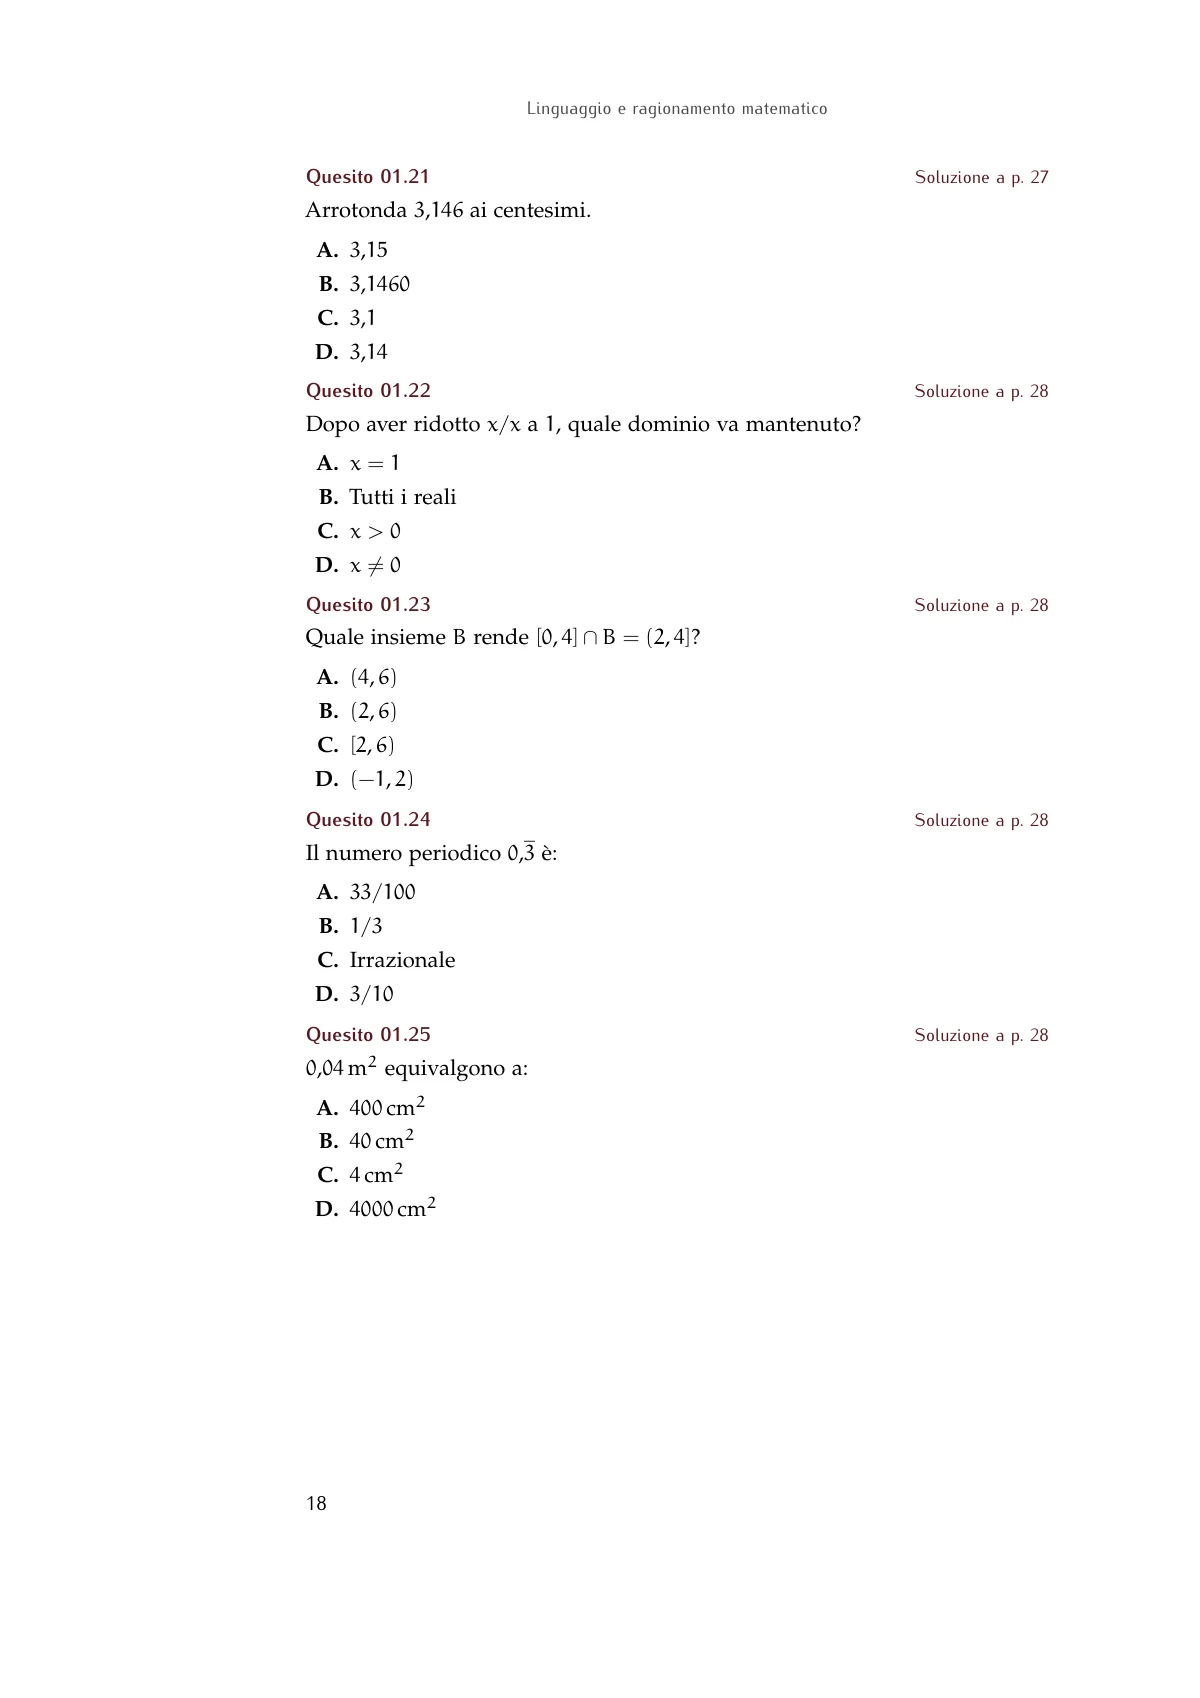 Linguaggio e ragionamento matematico
Quesito 01.21 Soluzione a p. 27
Arrotonda 3,146 ai centesimi.
A. 3,15
B. 3,1460
C. 3,1
D. 3,14
Quesito 01.22 Soluzione a p. 28
Dopo aver ridotto x/x a 1, quale dominio va mantenuto?
A. x = 1
B. Tutti i reali
C. x > 0
D. x ≠ 0
Quesito 01.23 Soluzione a p. 28
Quale insieme B rende [0, 4] ∩ B = (2, 4]?
A. (4, 6)
B. (2, 6)
C. [2, 6)
D. (−1, 2)
Quesito 01.24 Soluzione a p. 28
Il numero periodico 0,3̅ è:
A. 33/100
B. 1/3
C. Irrazionale
D. 3/10
Quesito 01.25 Soluzione a p. 28
0,04 m² equivalgono a:
A. 400 cm²
B. 40 cm²
C. 4 cm²
D. 4000 cm²
18